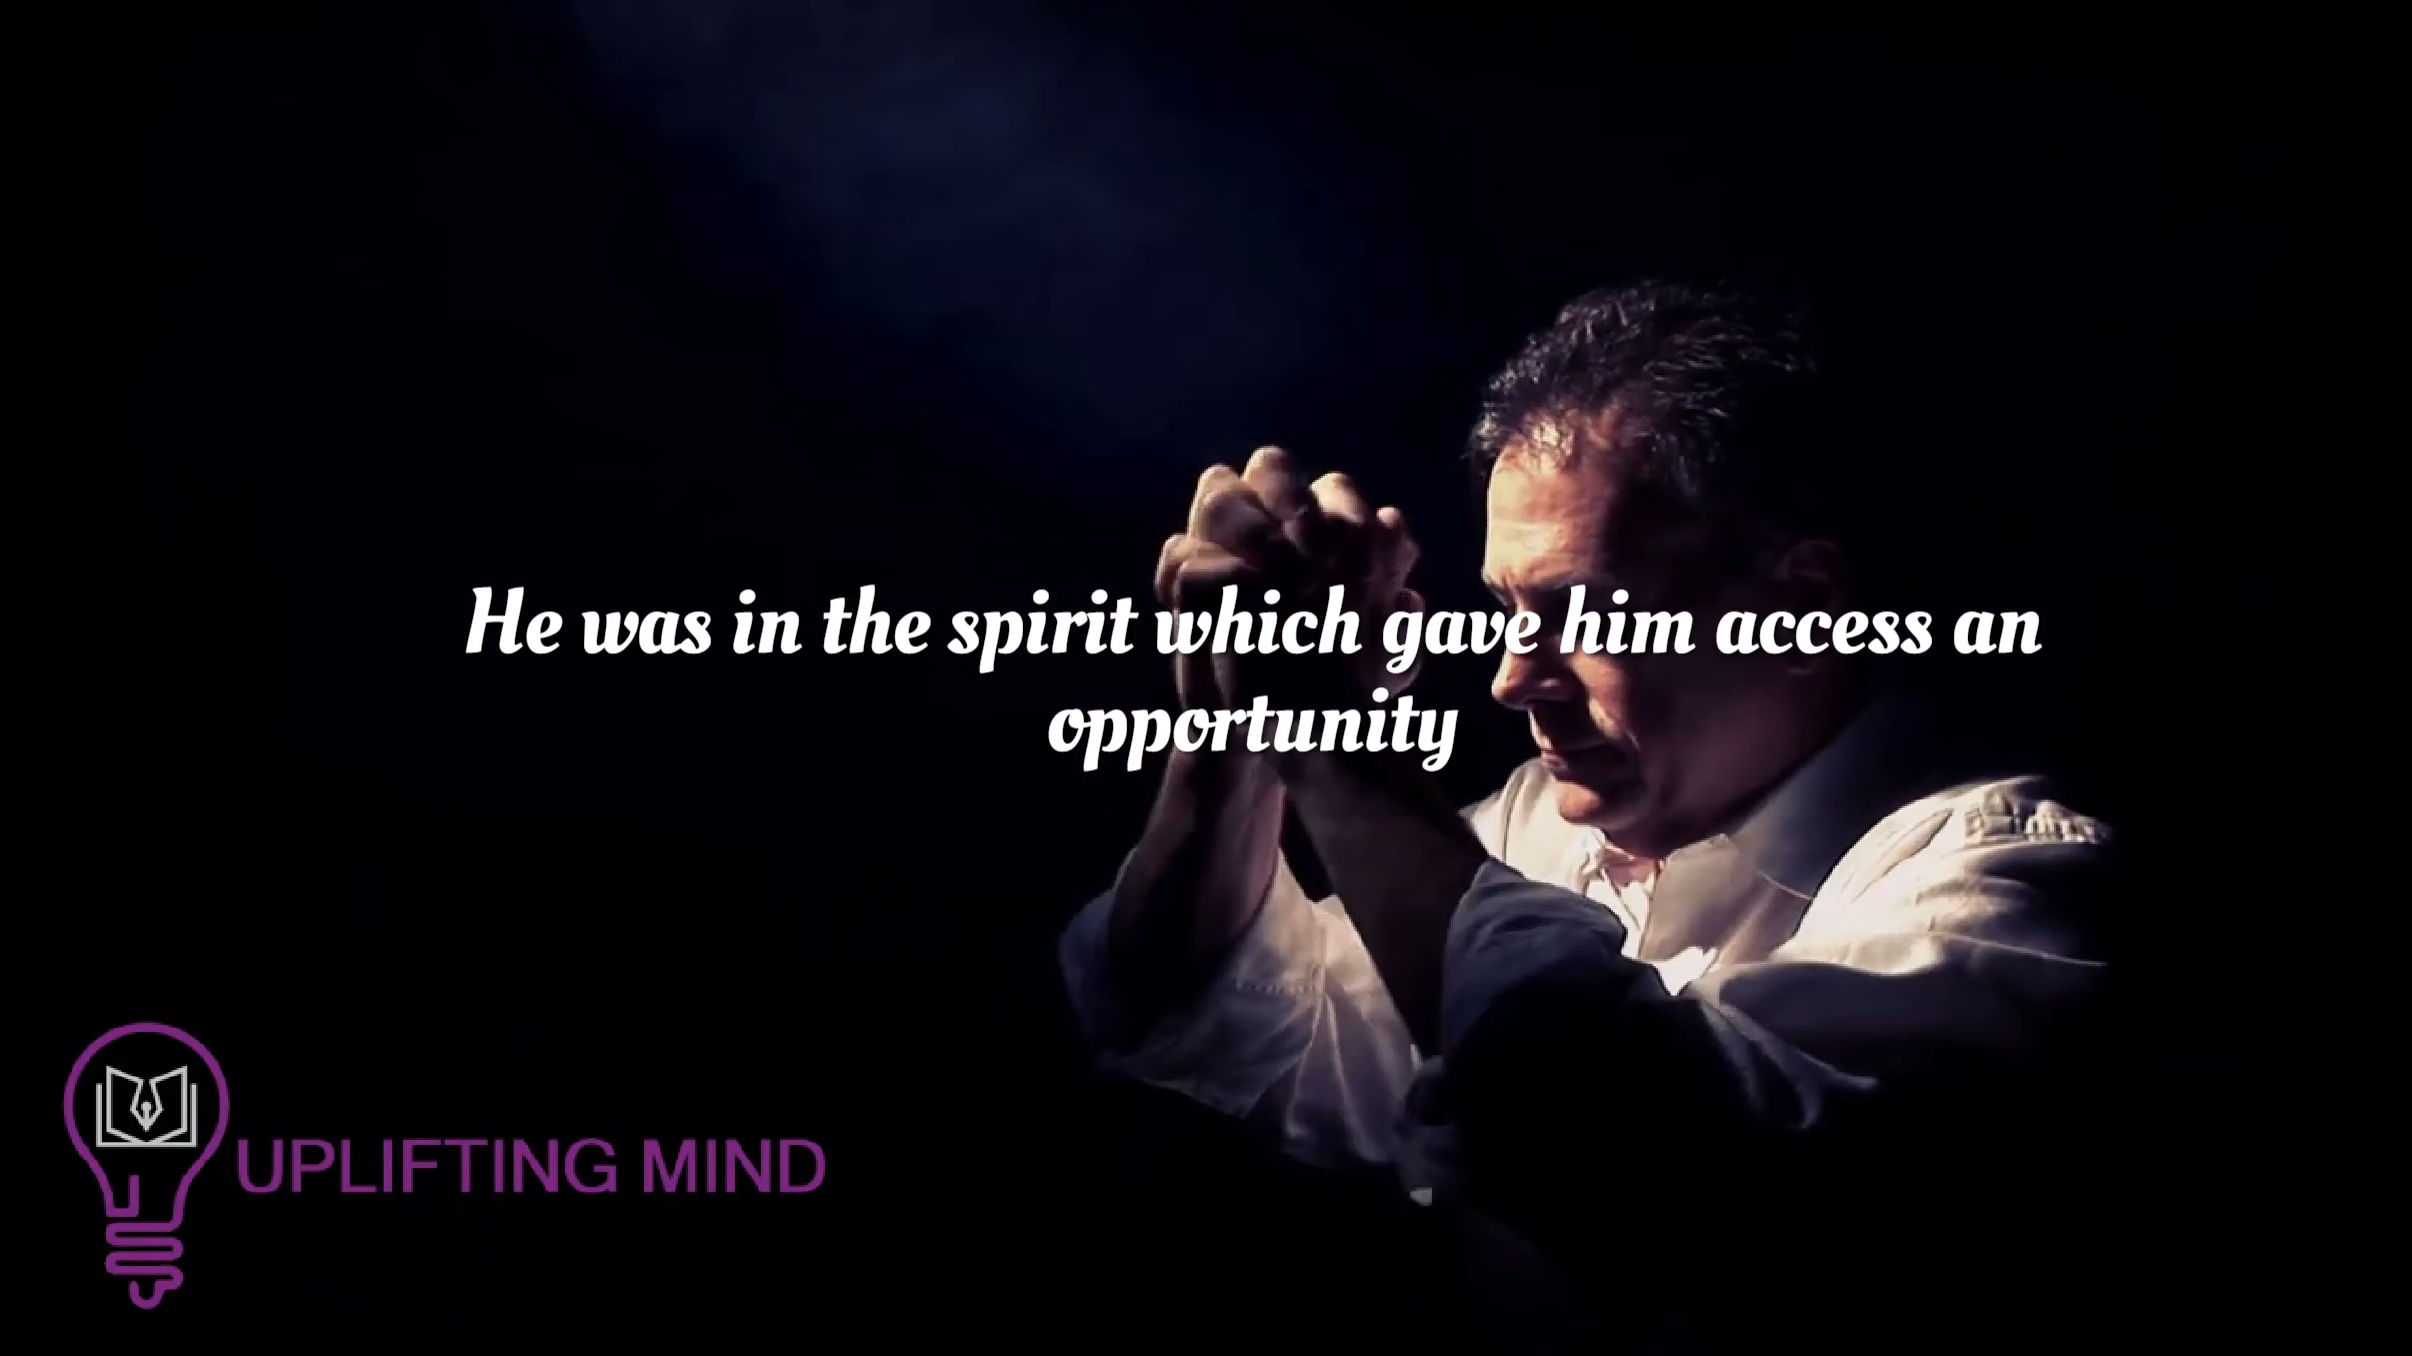 He was in the spirit which gave him access an
opportunity
UPLIFTING MIND